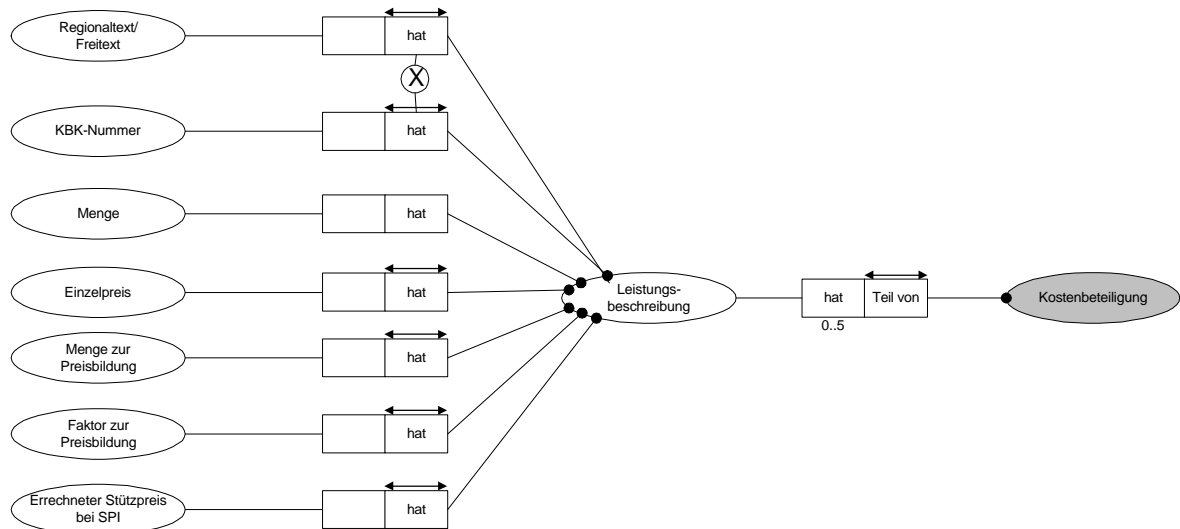 Regionaltext/
Freitext
hat
X
KBK-Nummer
hat
Menge
hat
Einzelpreis
hat
Leistungs-
beschreibung
hat
Teil von
0..5
Kostenbeteiligung
Menge zur
Preisbildung
hat
Faktor zur
Preisbildung
hat
Errechneter Stützpreis
bei SPI
hat